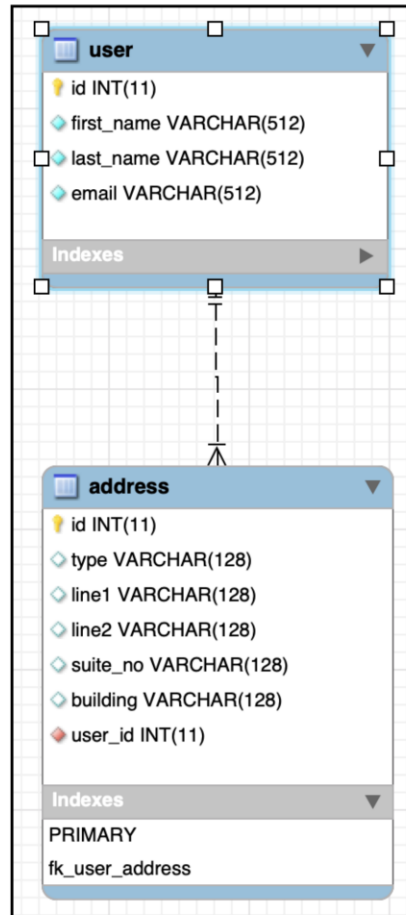 user
id INT(11)
first_name VARCHAR(512)
last_name VARCHAR(512)
email VARCHAR(512)
Indexes
address
id INT(11)
type VARCHAR(128)
line1 VARCHAR(128)
line2 VARCHAR(128)
suite_no VARCHAR(128)
building VARCHAR(128)
user_id INT(11)
Indexes
PRIMARY
fk_user_address